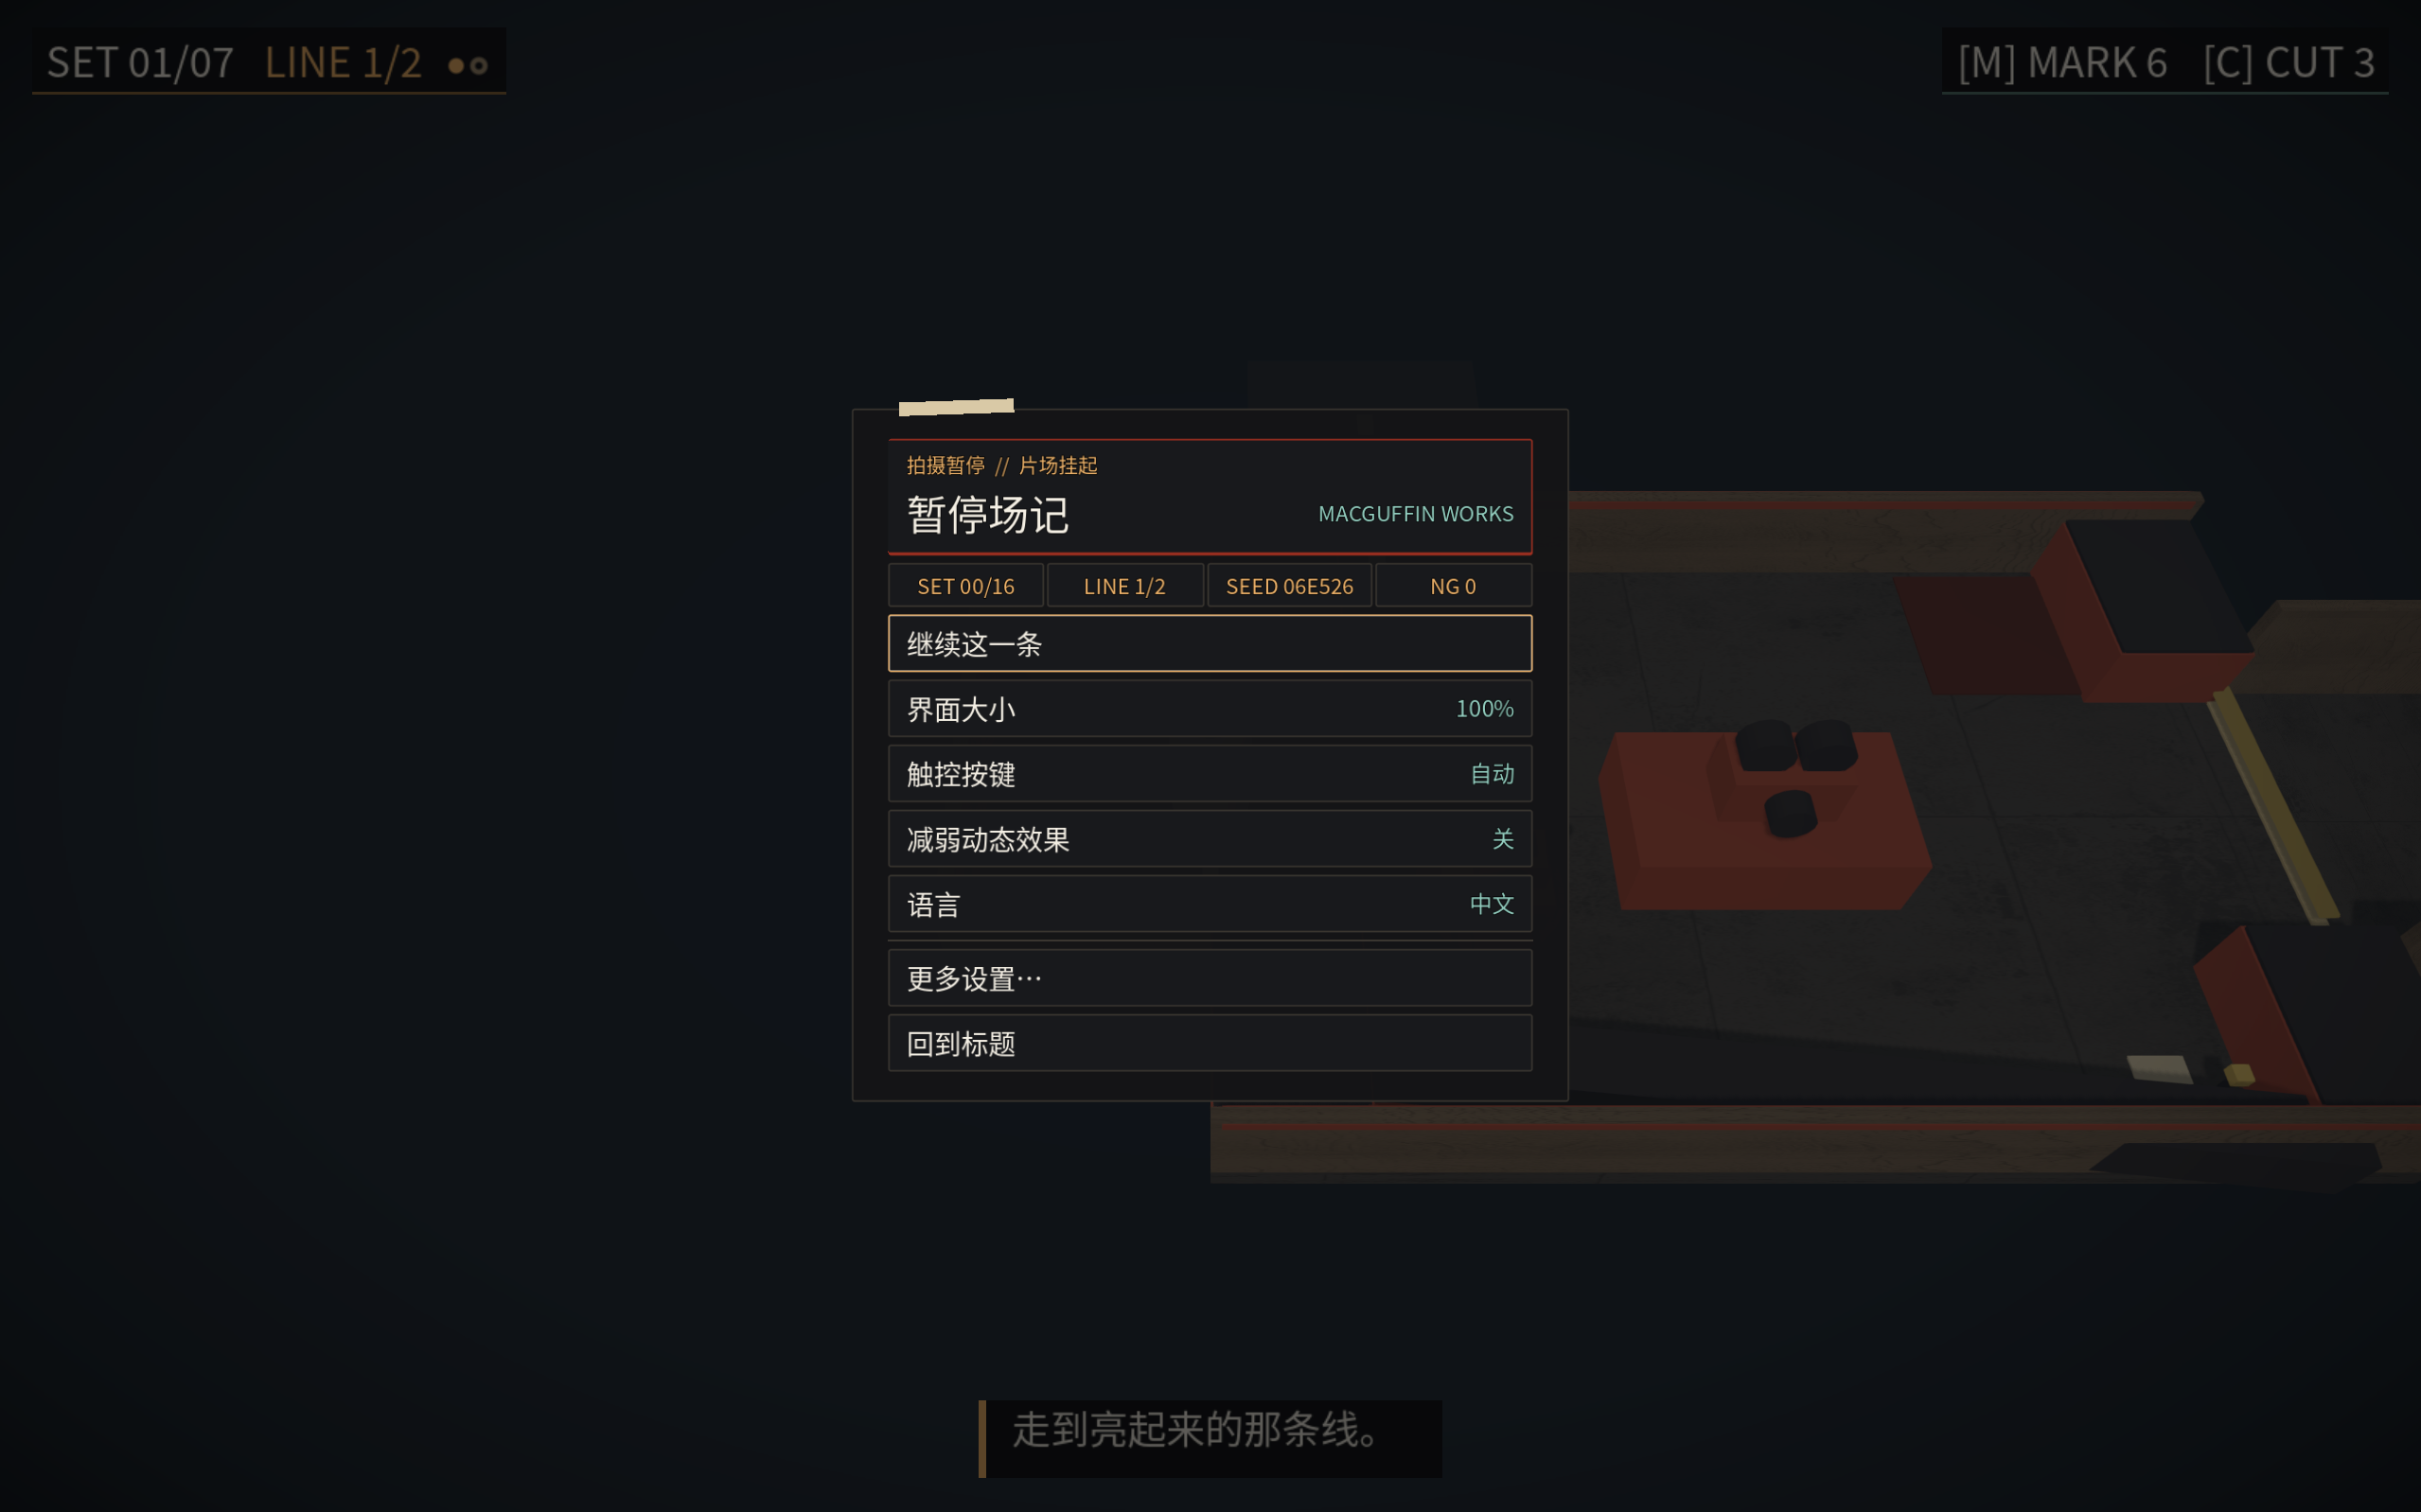 SET 01/07 LINE 1/2
[M] MARK 6 [C] CUT 3
拍摄暂停 // 片场挂起
暂停场记
MACGUFFIN WORKS
SET 00/16
LINE 1/2
SEED 06E526
NG 0
继续这一条
界面大小 100%
触控按键 自动
减弱动态效果 关
语言 中文
更多设置…
回到标题
走到亮起来的那条线。